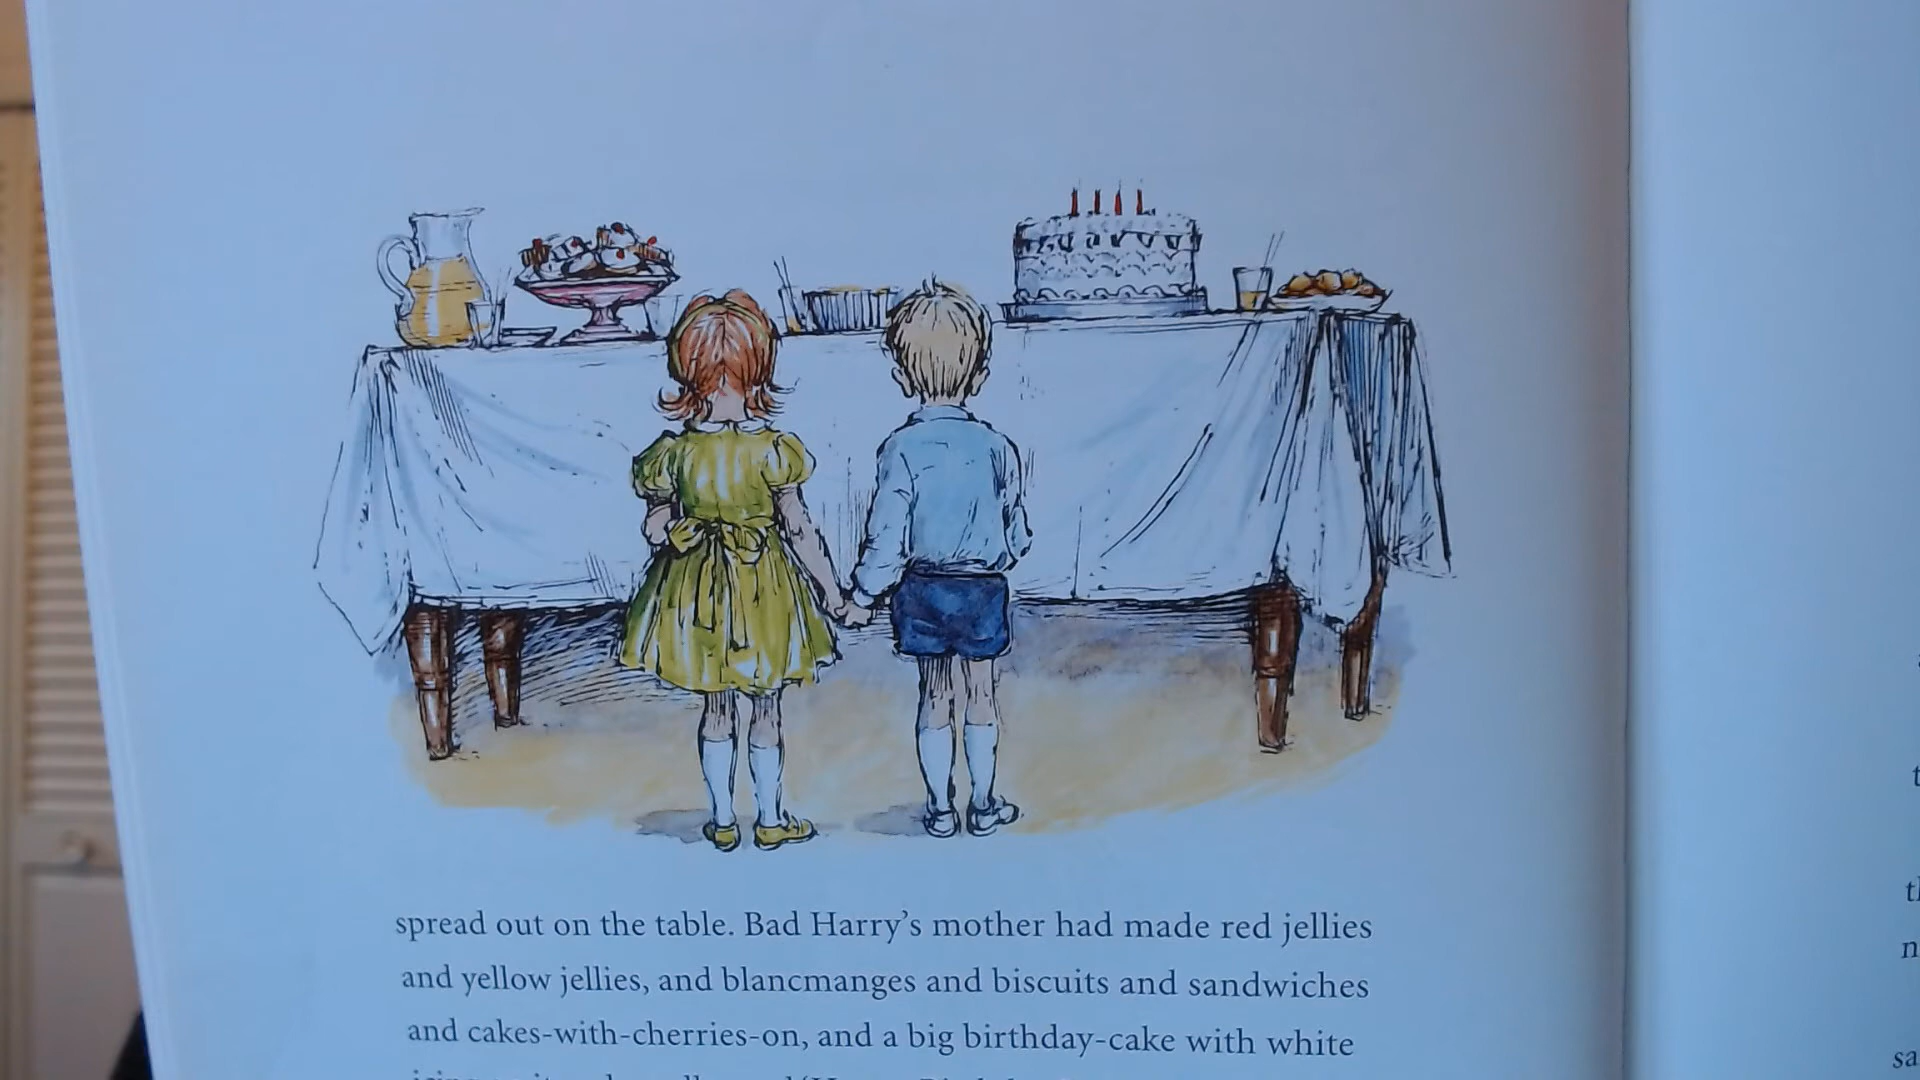 spread out on the table. Bad Harry’s mother had made red jellies
and yellow jellies, and blancmanges and biscuits and sandwiches
and cakes-with-cherries-on, and a big birthday-cake with white